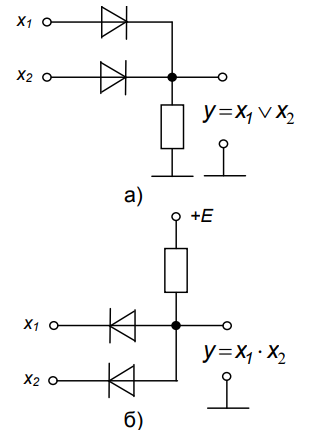 x₁
x₂
y = x₁ ∨ x₂
а)
+E
x₁
y = x₁ · x₂
x₂
б)